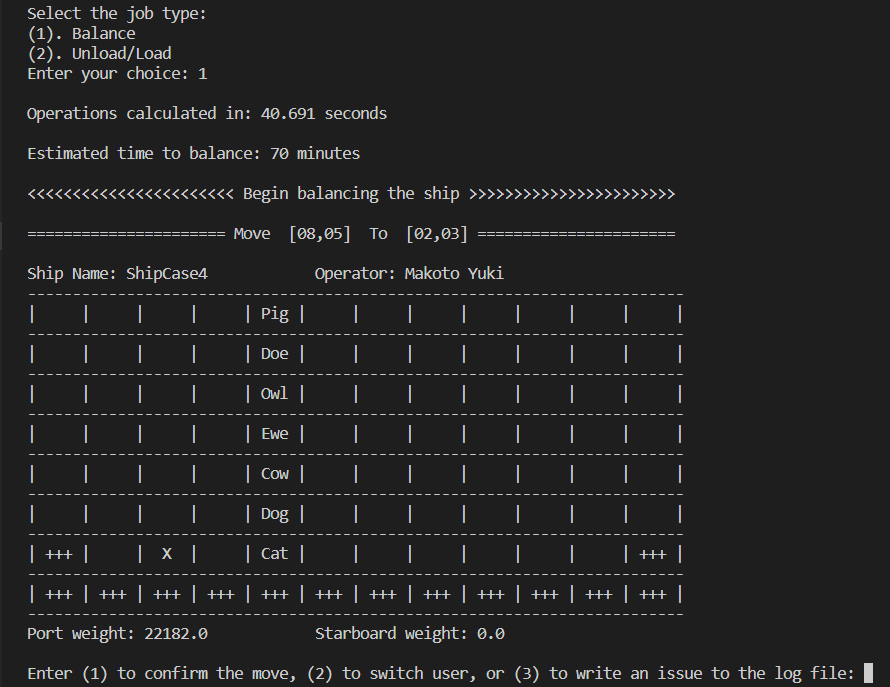 Select the job type:
(1). Balance
(2). Unload/Load
Enter your choice: 1
Operations calculated in: 40.691 seconds
Estimated time to balance: 70 minutes
<<<<<<<<<<<<<<<<<<<<<<< Begin balancing the ship >>>>>>>>>>>>>>>>>>>>>>>
====================== Move  [08,05]  To  [02,03] ======================
Ship Name: ShipCase4            Operator: Makoto Yuki
-------------------------------------------------------------------------
|     |     |     |     | Pig |     |     |     |     |     |     |     |
-------------------------------------------------------------------------
|     |     |     |     | Doe |     |     |     |     |     |     |     |
-------------------------------------------------------------------------
|     |     |     |     | Owl |     |     |     |     |     |     |     |
-------------------------------------------------------------------------
|     |     |     |     | Ewe |     |     |     |     |     |     |     |
-------------------------------------------------------------------------
|     |     |     |     | Cow |     |     |     |     |     |     |     |
-------------------------------------------------------------------------
|     |     |     |     | Dog |     |     |     |     |     |     |     |
-------------------------------------------------------------------------
| +++ |     |  X  |     | Cat |     |     |     |     |     |     | +++ |
-------------------------------------------------------------------------
| +++ | +++ | +++ | +++ | +++ | +++ | +++ | +++ | +++ | +++ | +++ | +++ |
-------------------------------------------------------------------------
Port weight: 22182.0            Starboard weight: 0.0
Enter (1) to confirm the move, (2) to switch user, or (3) to write an issue to the log file: